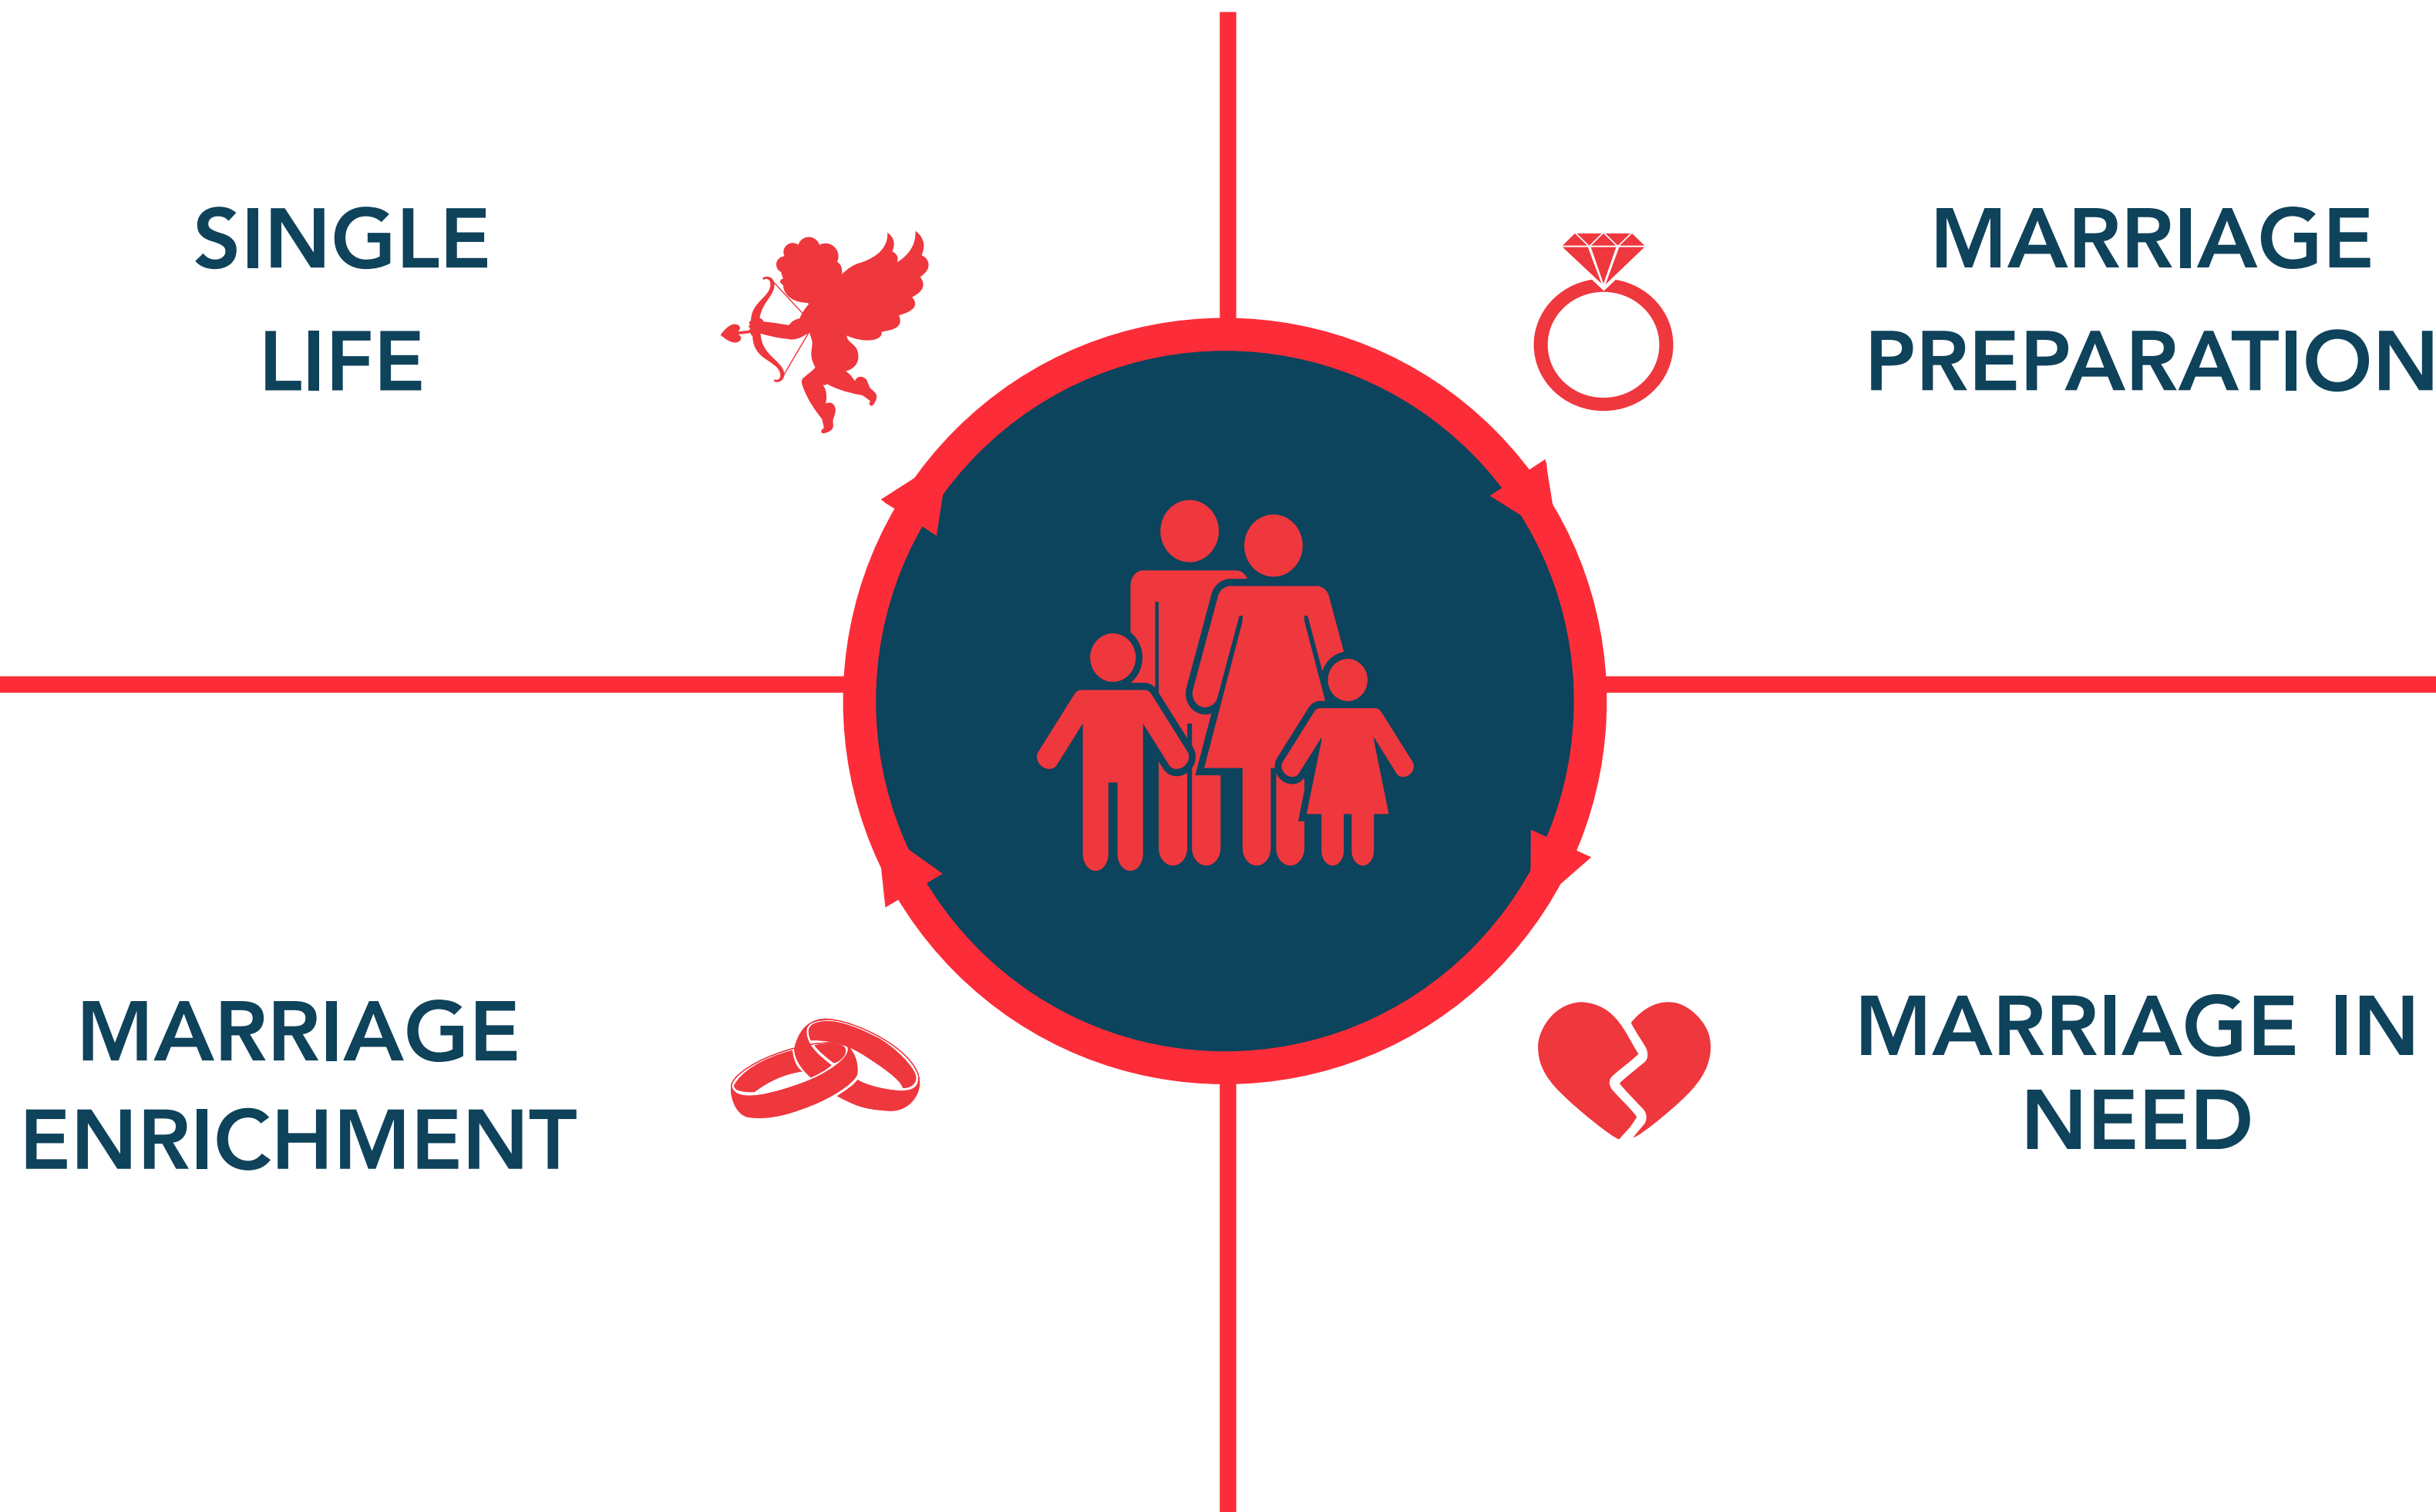 SINGLE
LIFE
MARRIAGE
PREPARATION
MARRIAGE
ENRICHMENT
MARRIAGE IN
NEED